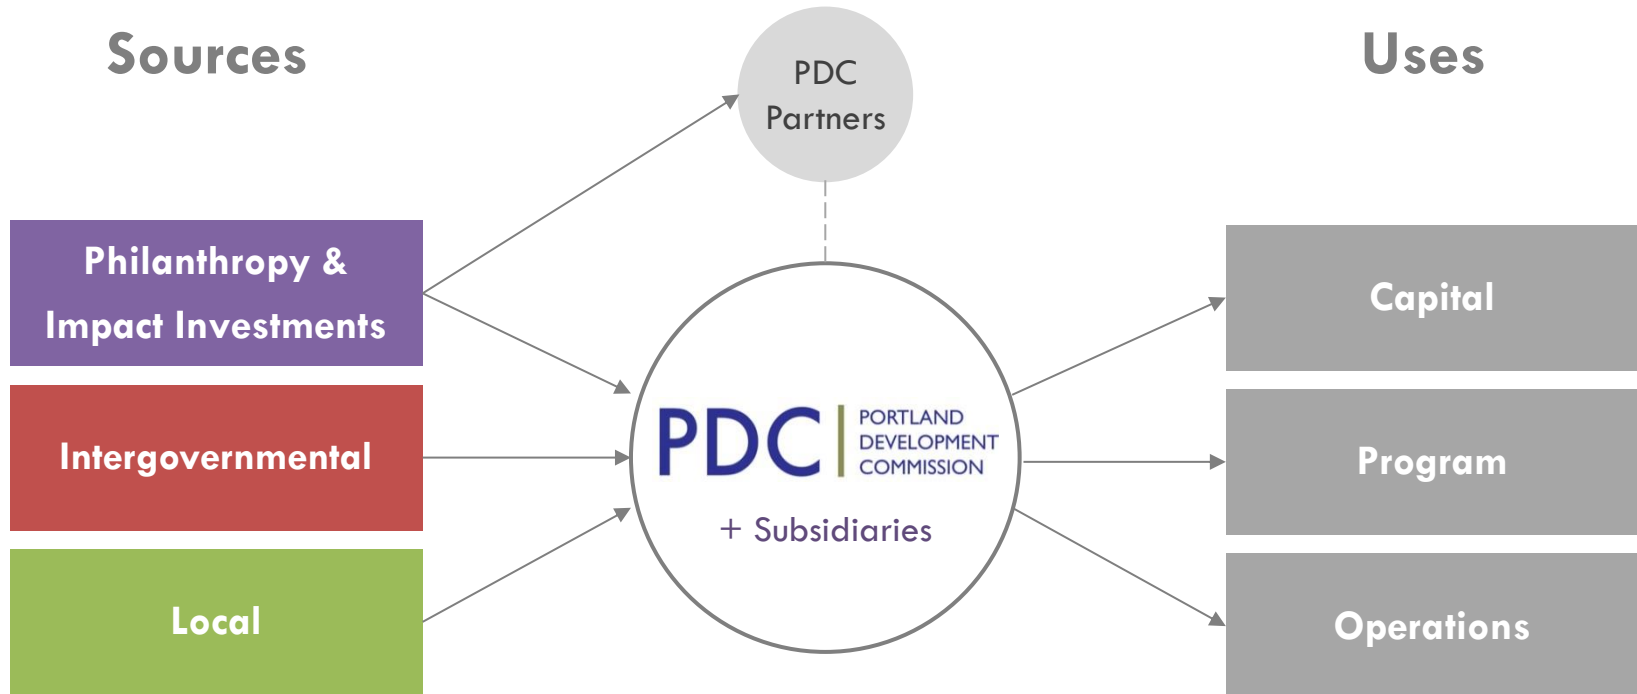 Sources
PDC
Partners
Uses
Philanthropy &
Impact Investments
Intergovernmental
Local
PDC
PORTLAND
DEVELOPMENT
COMMISSION
+ Subsidiaries
Capital
Program
Operations